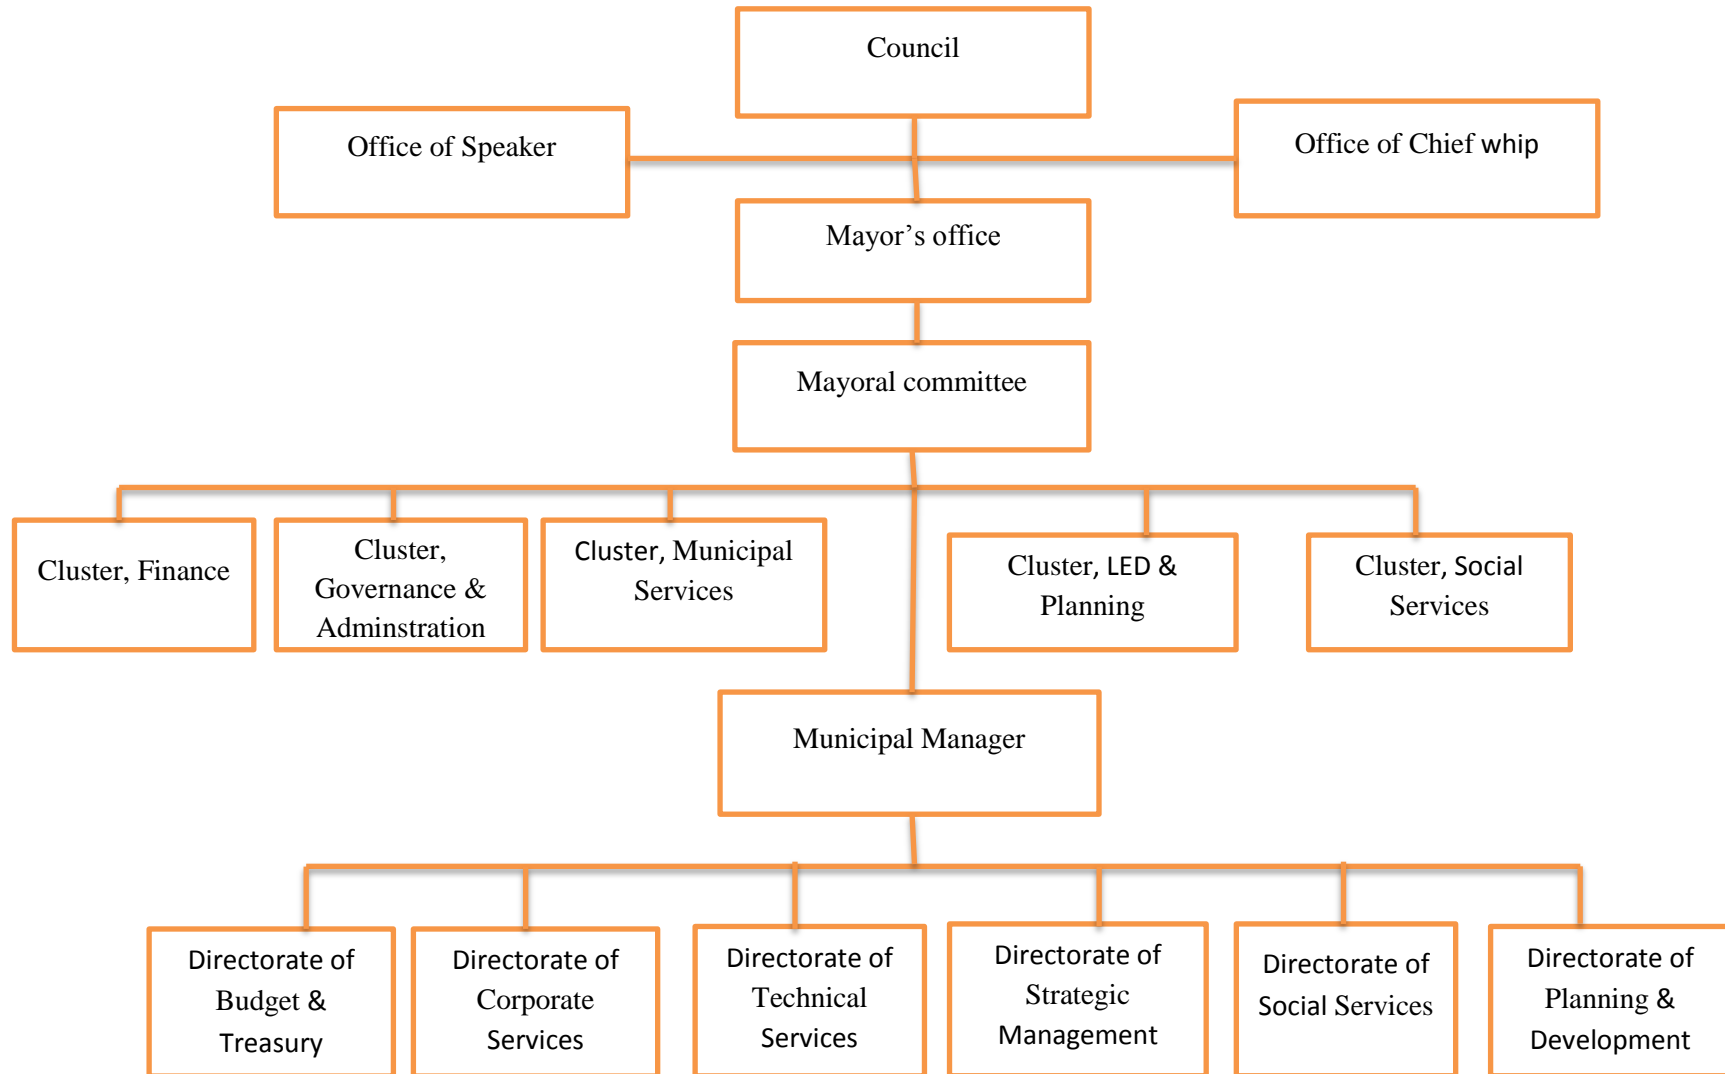 Council
Office of Speaker
Office of Chief whip
Mayor’s office
Mayoral committee
Cluster, Finance
Cluster,
Governance &
Adminstration
Cluster, Municipal
Services
Cluster, LED &
Planning
Cluster, Social
Services
Municipal Manager
Directorate of
Budget &
Treasury
Directorate of
Corporate
Services
Directorate of
Technical
Services
Directorate of
Strategic
Management
Directorate of
Social Services
Directorate of
Planning &
Development